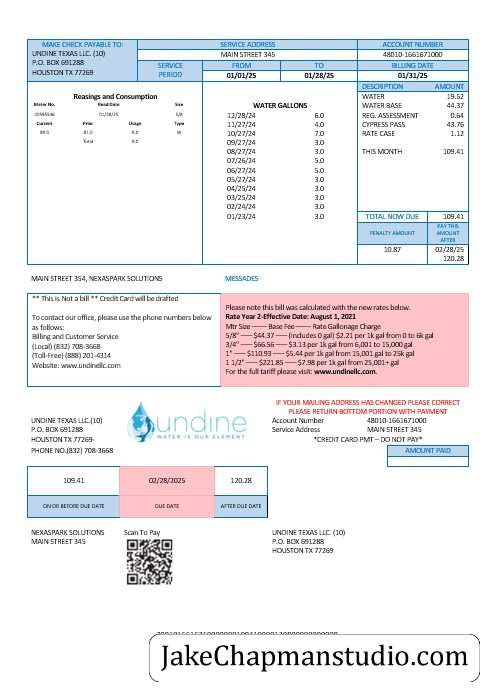 MAKE CHECK PAYABLE TO:
UNDINE TEXAS LLC. (10)
P.O. BOX 691288
HOUSTON TX 77269
SERVICE ADDRESS
MAIN STREET 345
SERVICE PERIOD
FROM TO
01/01/25 01/28/25
ACCOUNT NUMBER
48010-1661671000
BILLING DATE
01/31/25
Reasings and Consumption
Meter No. Read Date Size
01/28/25 5/8
Current Prior Usage Type
W
Total
WATER GALLONS
12/28/24 6.0
11/27/24 4.0
10/27/24 7.0
09/27/24 3.0
08/27/24 3.0
07/26/24 5.0
06/27/24 5.0
05/27/24 3.0
04/25/24 3.0
03/25/24 3.0
02/24/24 3.0
01/23/24 3.0
DESCRIPTION AMOUNT
WATER 19.52
WATER BASE 44.37
REG. ASSESSMENT 0.64
CYPRESS PASS 43.76
RATE CASE 1.12
THIS MONTH 109.41
TOTAL NOW DUE 109.41
PENALTY AMOUNT
PAY THIS
AMOUNT
AFTER
10.87 02/28/25
120.28
MAIN STREET 354, NEXASPARK SOLUTIONS
MESSADES
** This is Not a bill ** Credit Card will be drafted
To contact our office, please use the phone numbers below
as follows:
Billing and Customer Service
(Local) (832) 708-3668
(Toll-Free) (888) 201-4314
Website: www.undinellc.com
Please note this bill was calculated with the new rates below.
Rate Year 2-Effective Date: August 1, 2021
Mtr Size ------ Base Fee ---- Rate Gallonage Charge
5/8" ---- $44.37 ---- (includes 0 gal) $2.21 per 1k gal from 0 to 6k gal
3/4" ---- $66.56 ---- $3.13 per 1k gal from 6,001 to 15,000 gal
1" ---- $110.93 ---- $5.44 per 1k gal from 15,001 gal to 25k gal
1 1/2" ---- $221.85 ---- $7.98 per 1k gal from 25,001+ gal
For the full tariff please visit: www.undinellc.com.
IF YOUR MAILING ADDRESS HAS CHANGED PLEASE CORRECT
PLEASE RETURN BOTTOM PORTION WITH PAYMENT
UNDINE TEXAS LLC.(10)
P.O. BOX 691288
HOUSTON TX 77269
PHONE NO.(832) 708-3668
undine
WATER IS OUR ELEMENT
Account Number 48010-1661671000
Service Address MAIN STREET 345
*CREDIT CARD PMT – DO NOT PAY*
AMOUNT PAID
109.41 02/28/2025 120.28
ON OR BEFORE DUE DATE DUE DATE AFTER DUE DATE
NEXASPARK SOLUTIONS
MAIN STREET 345
Scan To Pay
UNDINE TEXAS LLC. (10)
P.O. BOX 691288
HOUSTON TX 77269
JakeChapmanstudio.com